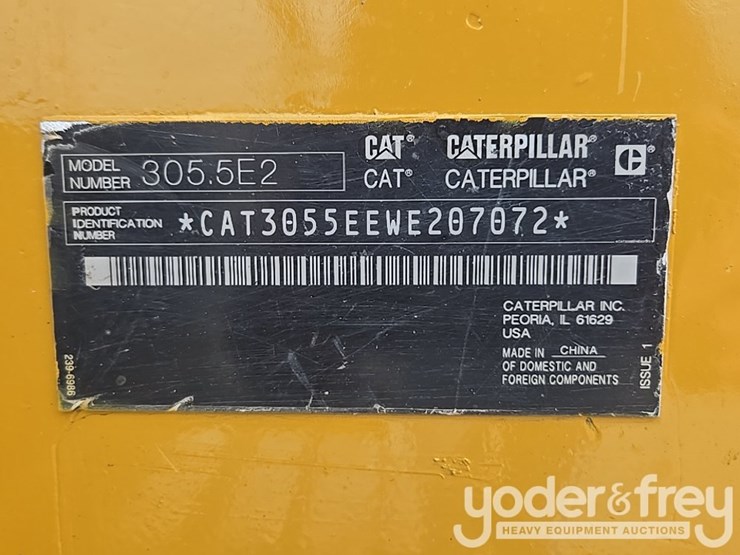 CAT® CATERPILLAR®
CAT® CATERPILLAR®
MODEL NUMBER 305.5E2
PRODUCT IDENTIFICATION NUMBER *CAT3055EEWE207072*
CATERPILLAR INC.
PEORIA, IL 61629
USA
MADE IN CHINA
OF DOMESTIC AND
FOREIGN COMPONENTS
239-6986
ISSUE 1
yoder&frey
HEAVY EQUIPMENT AUCTIONS